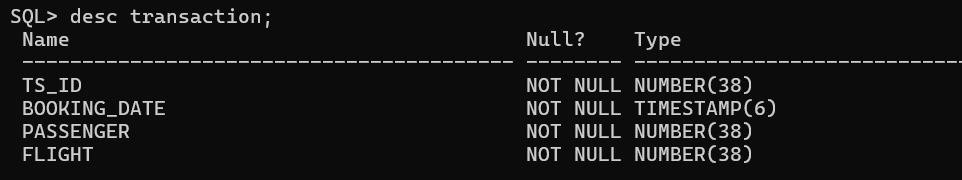 SQL> desc transaction;
Name Null? Type
----------------------------------------- -------- ----------------------------
TS_ID NOT NULL NUMBER(38)
BOOKING_DATE NOT NULL TIMESTAMP(6)
PASSENGER NOT NULL NUMBER(38)
FLIGHT NOT NULL NUMBER(38)